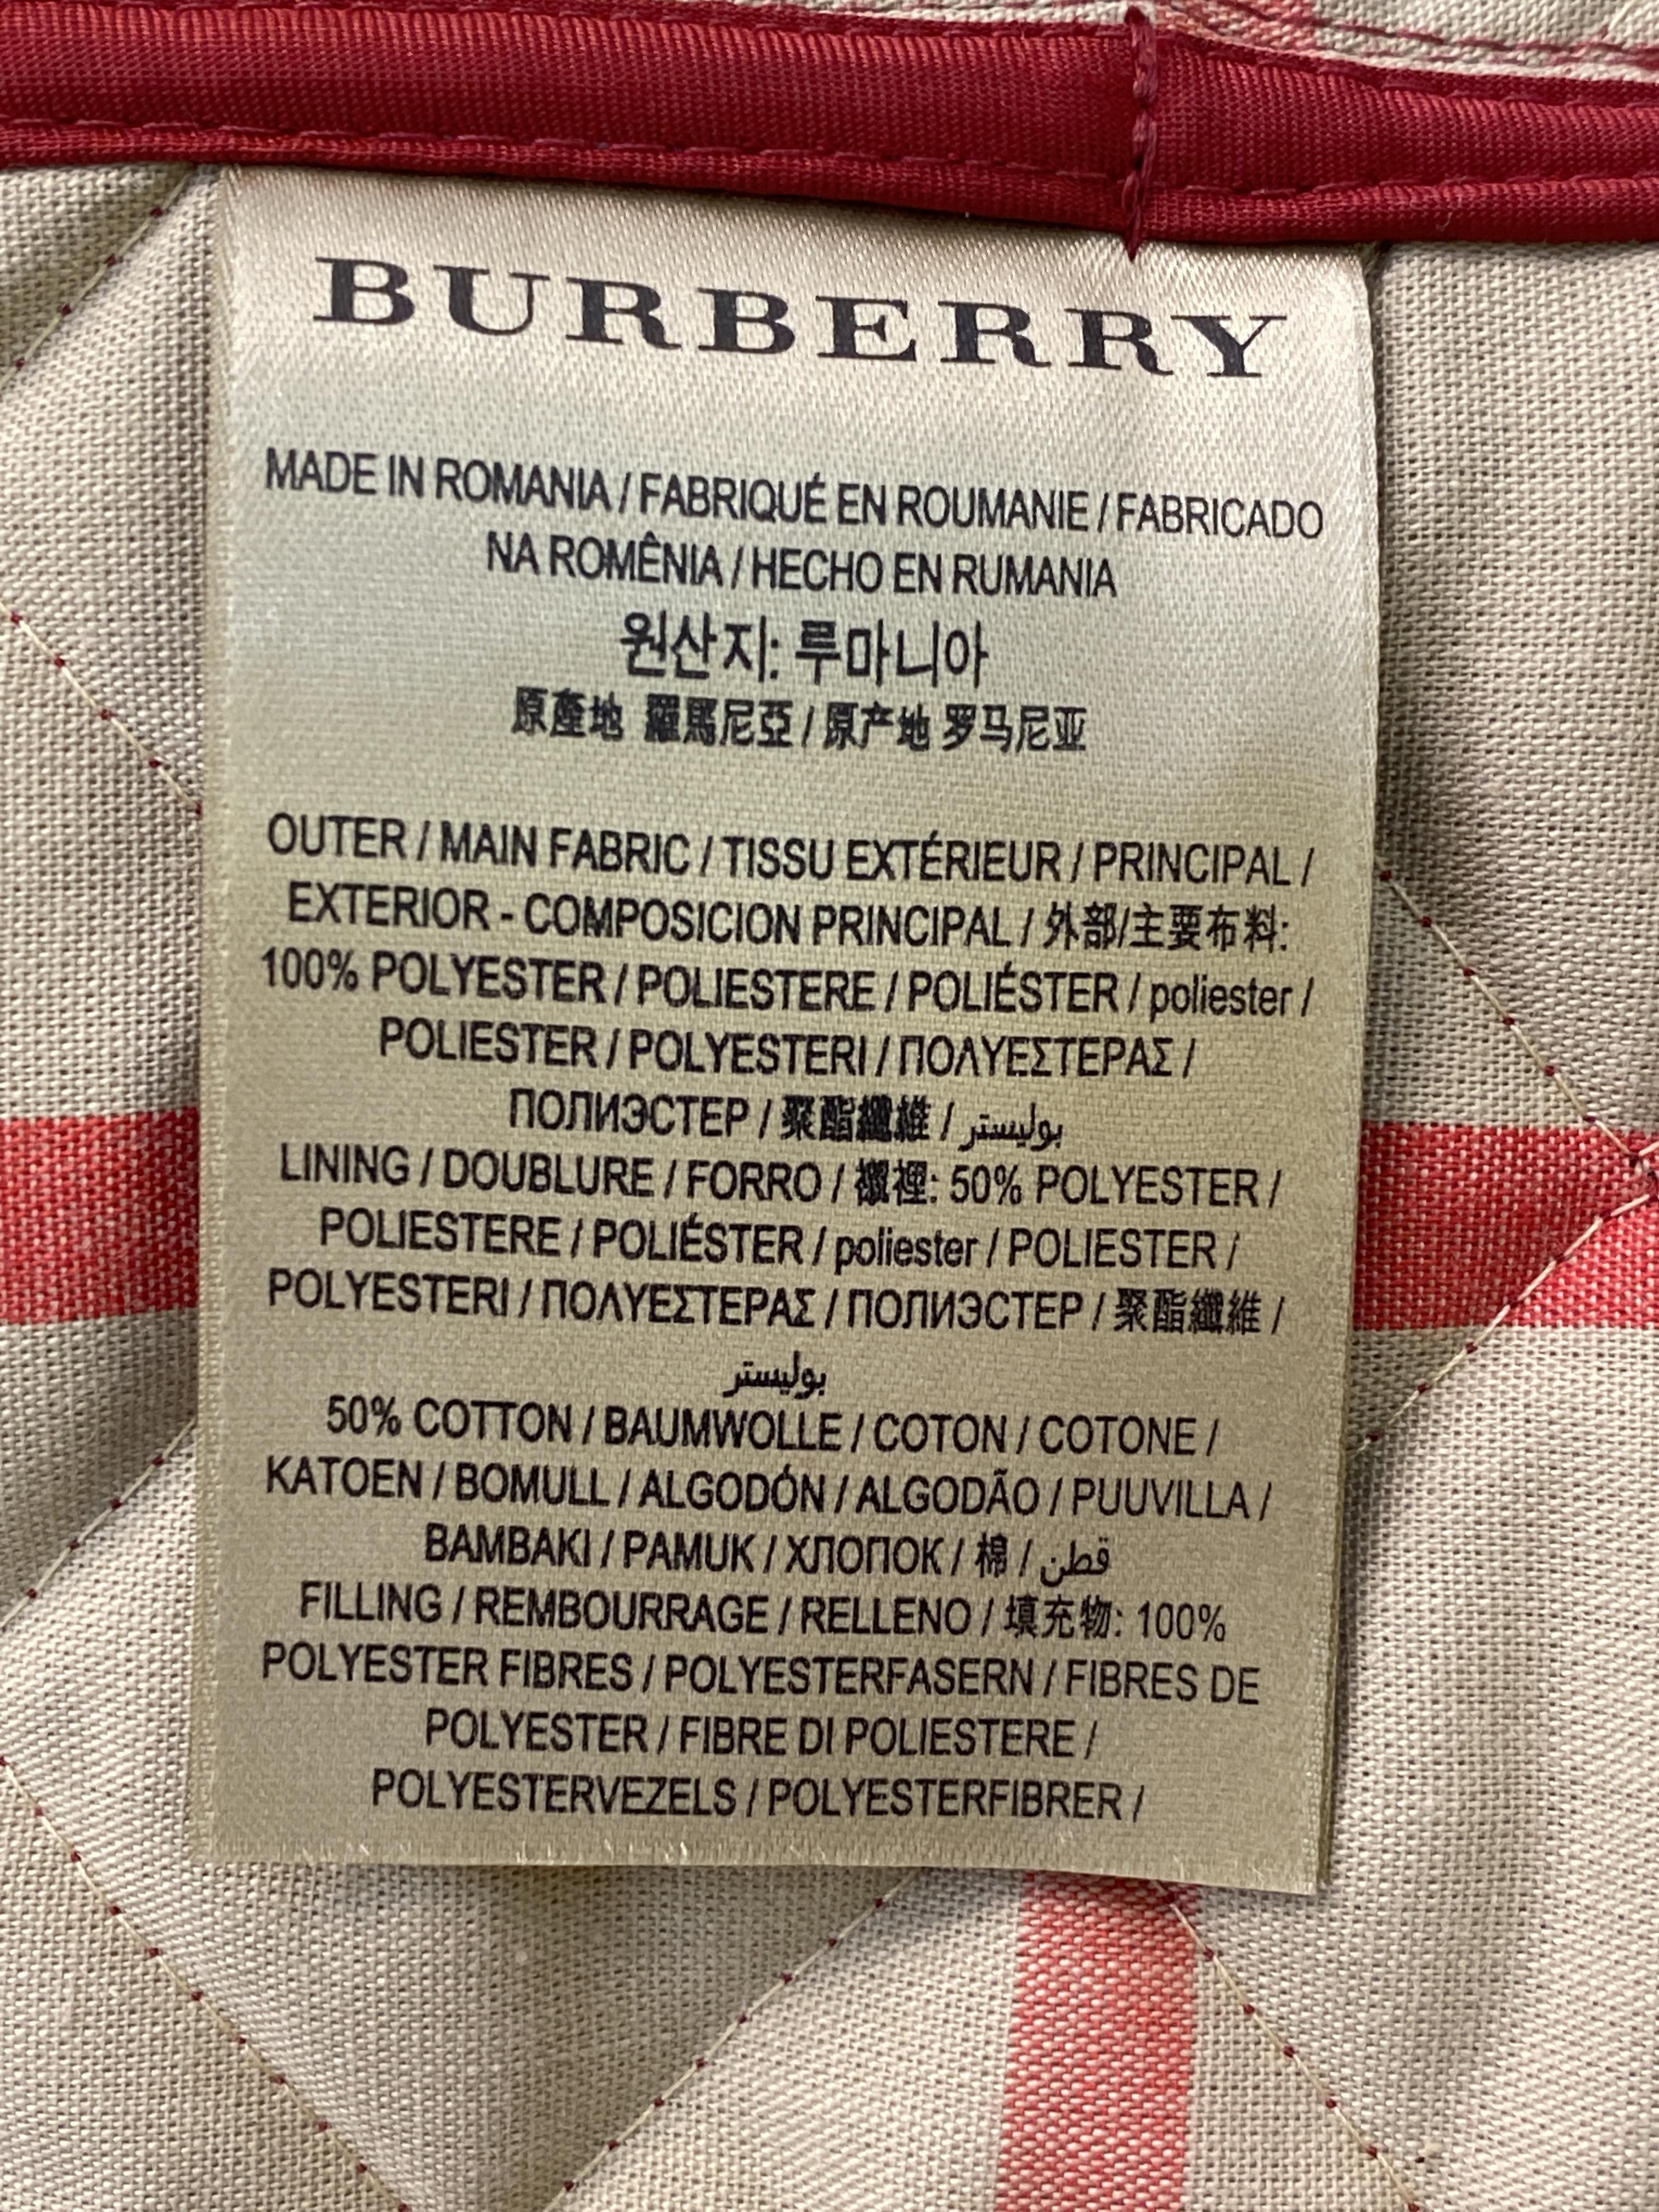 BURBERRY
MADE IN ROMANIA / FABRIQUÉ EN ROUMANIE / FABRICADO
NA ROMÊNIA / HECHO EN RUMANIA
원산지: 루마니아
原產地 羅馬尼亞 / 原产地 罗马尼亚
OUTER / MAIN FABRIC / TISSU EXTÉRIEUR / PRINCIPAL /
EXTERIOR - COMPOSICION PRINCIPAL / 外部/主要布料:
100% POLYESTER / POLIESTERE / POLIÉSTER / poliester /
POLIESTER / POLYESTERI / ΠΟΛΥΕΣΤΕΡΑΣ /
ПОЛИЭСТЕР / 聚酯纖維 / بوليستر
LINING / DOUBLURE / FORRO / 襯裡: 50% POLYESTER /
POLIESTERE / POLIÉSTER / poliester / POLIESTER /
POLYESTERI / ΠΟΛΥΕΣΤΕΡΑΣ / ПОЛИЭСТЕР / 聚酯纖維 /
بوليستر
50% COTTON / BAUMWOLLE / COTON / COTONE /
KATOEN / BOMULL / ALGODÓN / ALGODÃO / PUUVILLA /
BAMBAKI / PAMUK / ХЛОПОК / 棉 / قطن
FILLING / REMBOURRAGE / RELLENO / 填充物: 100%
POLYESTER FIBRES / POLYESTERFASERN / FIBRES DE
POLYESTER / FIBRE DI POLIESTERE /
POLYESTERVEZELS / POLYESTERFIBRER /